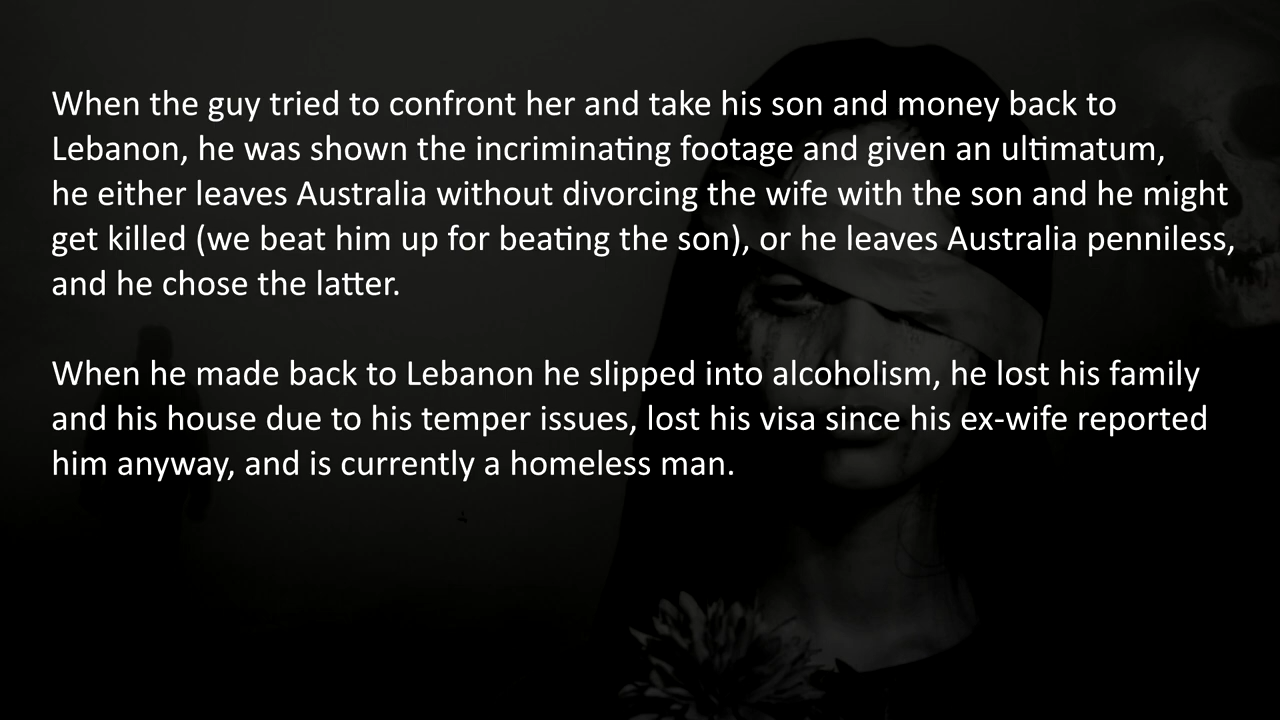 When the guy tried to confront her and take his son and money back to
Lebanon, he was shown the incriminating footage and given an ultimatum,
he either leaves Australia without divorcing the wife with the son and he might
get killed (we beat him up for beating the son), or he leaves Australia penniless,
and he chose the latter.
When he made back to Lebanon he slipped into alcoholism, he lost his family
and his house due to his temper issues, lost his visa since his ex-wife reported
him anyway, and is currently a homeless man.